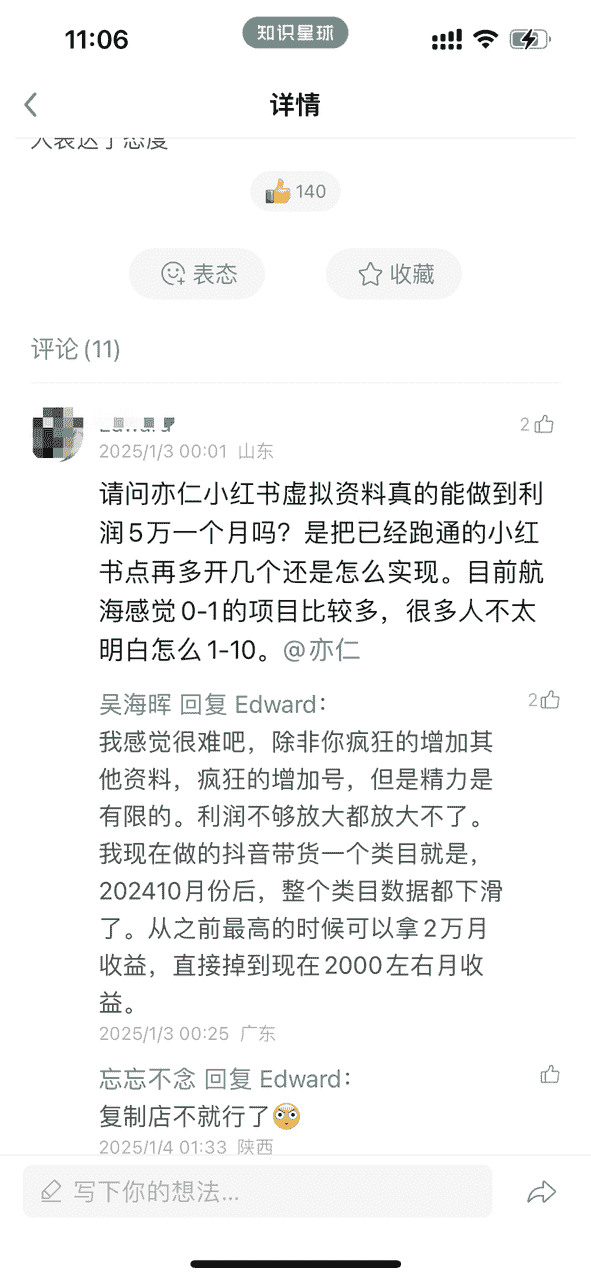 11:06
知识星球
详情
人表达了态度
140
表态
收藏
评论 (11)
2
2025/1/3 00:01 山东
请问亦仁小红书虚拟资料真的能做到利
润5万一个月吗？是把已经跑通的小红
书点再多开几个还是怎么实现。目前航
海感觉0-1的项目比较多，很多人不太
明白怎么1-10。@亦仁
吴海晖 回复 Edward：
2
我感觉很难吧，除非你疯狂的增加其
他资料，疯狂的增加号，但是精力是
有限的。利润不够放大都放大不了。
我现在做的抖音带货一个类目就是，
202410月份后，整个类目数据都下滑
了。从之前最高的时候可以拿2万月
收益，直接掉到现在2000左右月收
益。
2025/1/3 00:25 广东
忘忘不念 回复 Edward：
复制店不就行了
2025/1/4 01:33 陕西
写下你的想法...